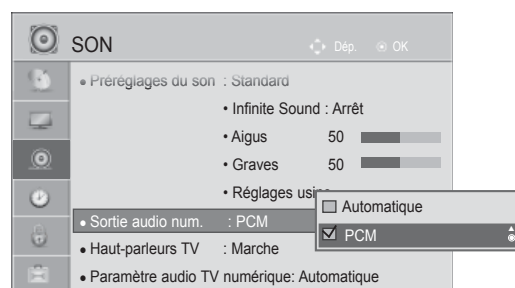 SON
Dép. OK
• Préréglages du son : Standard
• Infinite Sound : Arrêt
• Aigus 50
• Graves 50
• Réglages usine
• Sortie audio num. : PCM
Automatique
PCM
• Haut-parleurs TV : Marche
• Paramètre audio TV numérique: Automatique